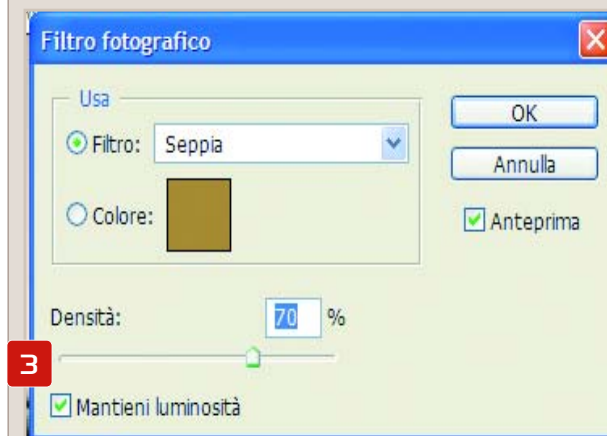 Filtro fotografico
Usa
Filtro: Seppia
Colore:
OK
Annulla
Anteprima
Densità: 70 %
3
Mantieni luminosità